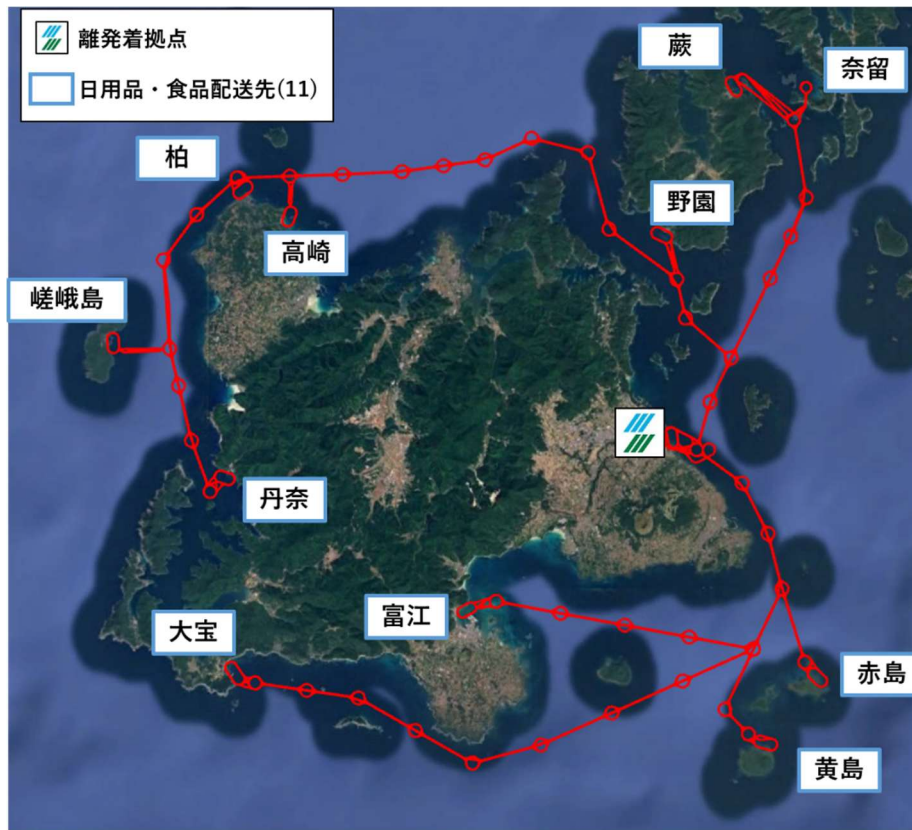 離発着拠点
日用品・食品配送先(11)
蕨
奈留
柏
野園
高崎
嵯峨島
丹奈
富江
大宝
赤島
黄島